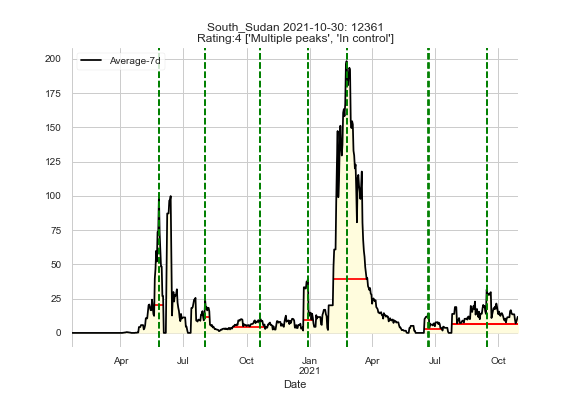 South_Sudan 2021-10-30: 12361
Rating:4 ['Multiple peaks', 'In control']
Average-7d
200
175
150
125
100
75
50
25
0
Apr
Jul
Oct
Jan
2021
Apr
Jul
Oct
Date